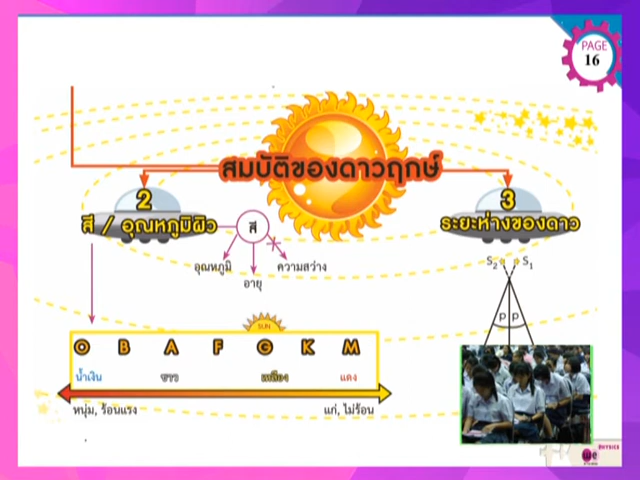 PAGE
16
สมบัติของดาวฤกษ์
2
สี / อุณหภูมิผิว
สี
อุณหภูมิ
อายุ
ความสว่าง
3
ระยะห่างของดาว
S2 S1
P P
SUN
O B A F G K M
น้ำเงิน ขาว เหลือง แดง
หนุ่ม, ร้อนแรง แก่, ไม่ร้อน
PHYSICS
we